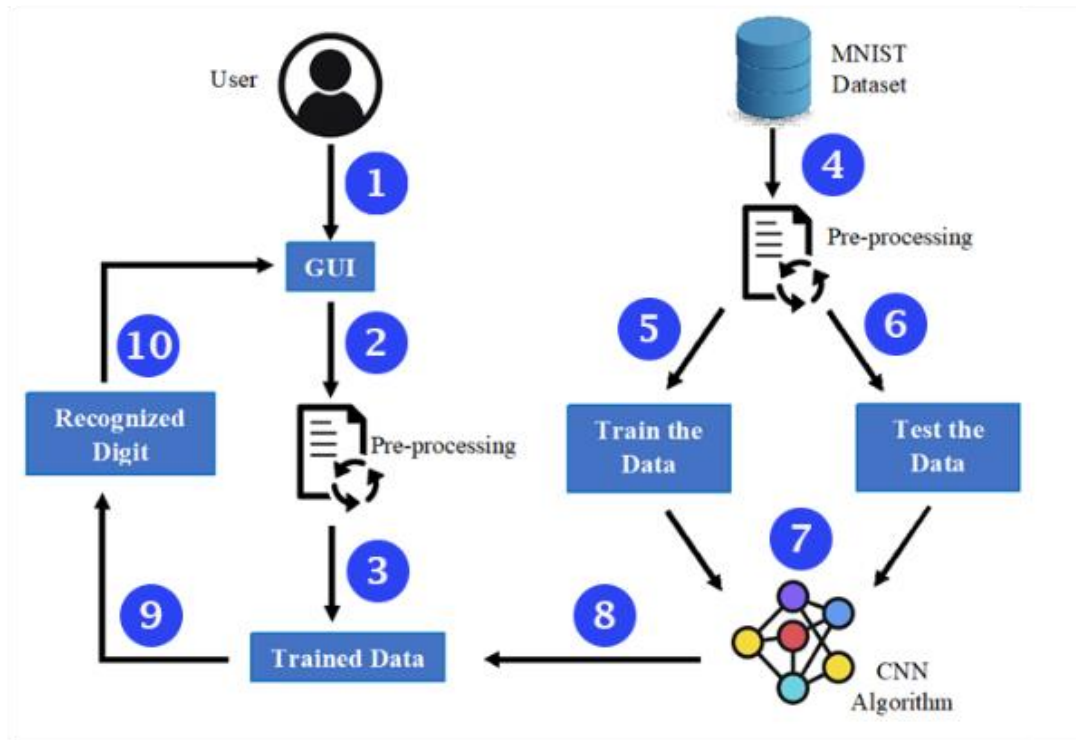 User
MNIST
Dataset
1
4
Pre-processing
GUI
5
6
10
2
Recognized
Digit
Pre-processing
Train the
Data
Test the
Data
3
7
9
8
Trained Data
CNN
Algorithm